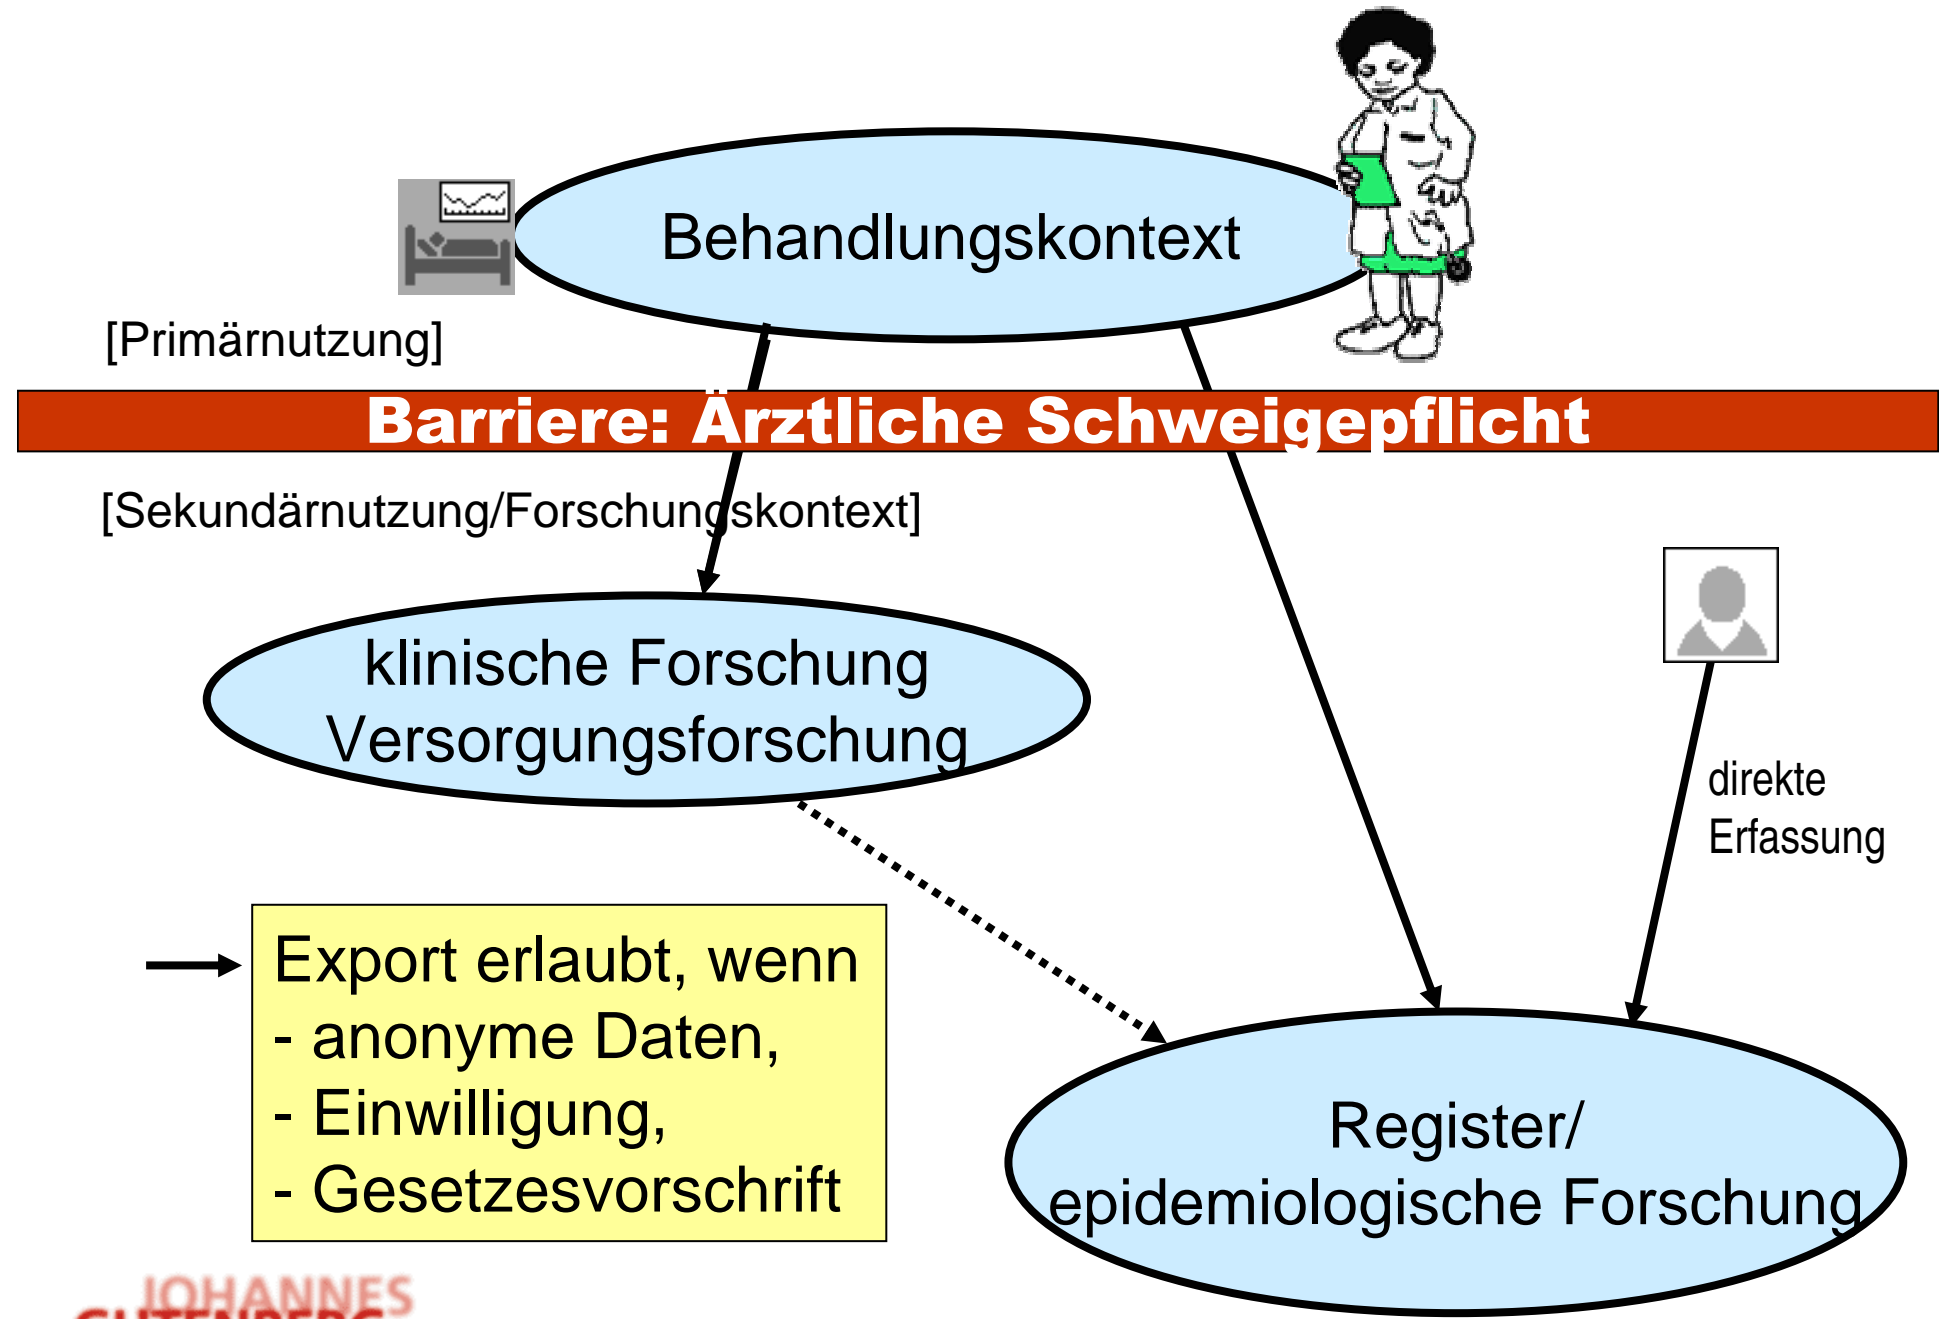 Behandlungskontext
[Primärnutzung]
Barriere: Ärztliche Schweigepflicht
[Sekundärnutzung/Forschungskontext]
klinische Forschung
Versorgungsforschung
direkte
Erfassung
Export erlaubt, wenn
- anonyme Daten,
- Einwilligung,
- Gesetzesvorschrift
Register/
epidemiologische Forschung
JOHANNES
GUTENBERG